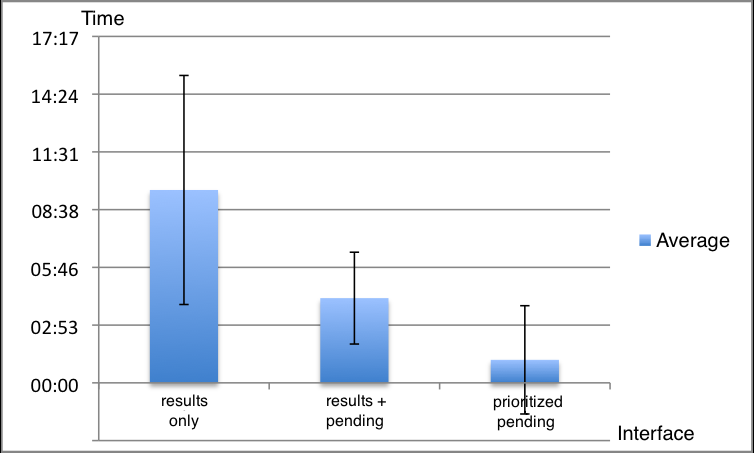 Time
17:17
14:24
11:31
08:38
05:46
02:53
00:00
results
only
results +
pending
prioritized
pending
Average
Interface